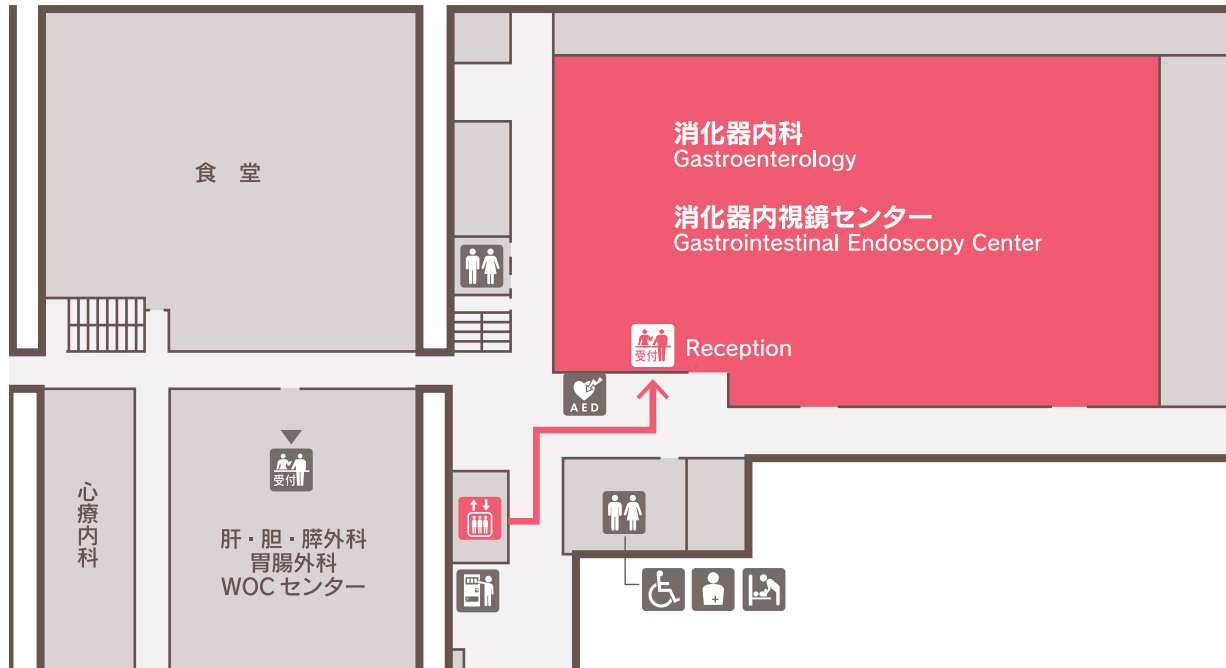 消化器内科
Gastroenterology
消化器内視鏡センター
Gastrointestinal Endoscopy Center
食 堂
受付 Reception
AED
受付
心療内科
肝・胆・膵外科
胃腸外科
WOC センター